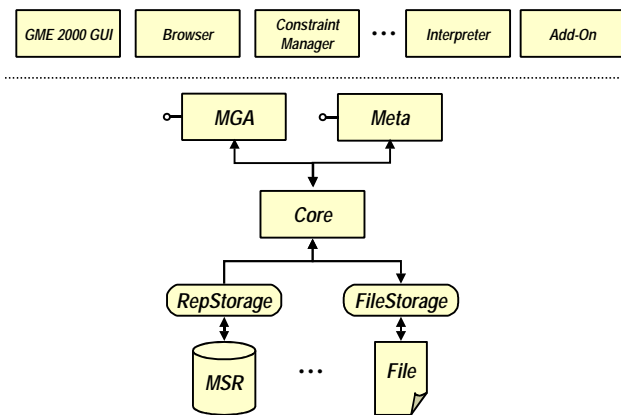 GME 2000 GUI
Browser
Constraint
Manager
...
Interpreter
Add-On
MGA
Meta
Core
RepStorage
FileStorage
MSR
...
File